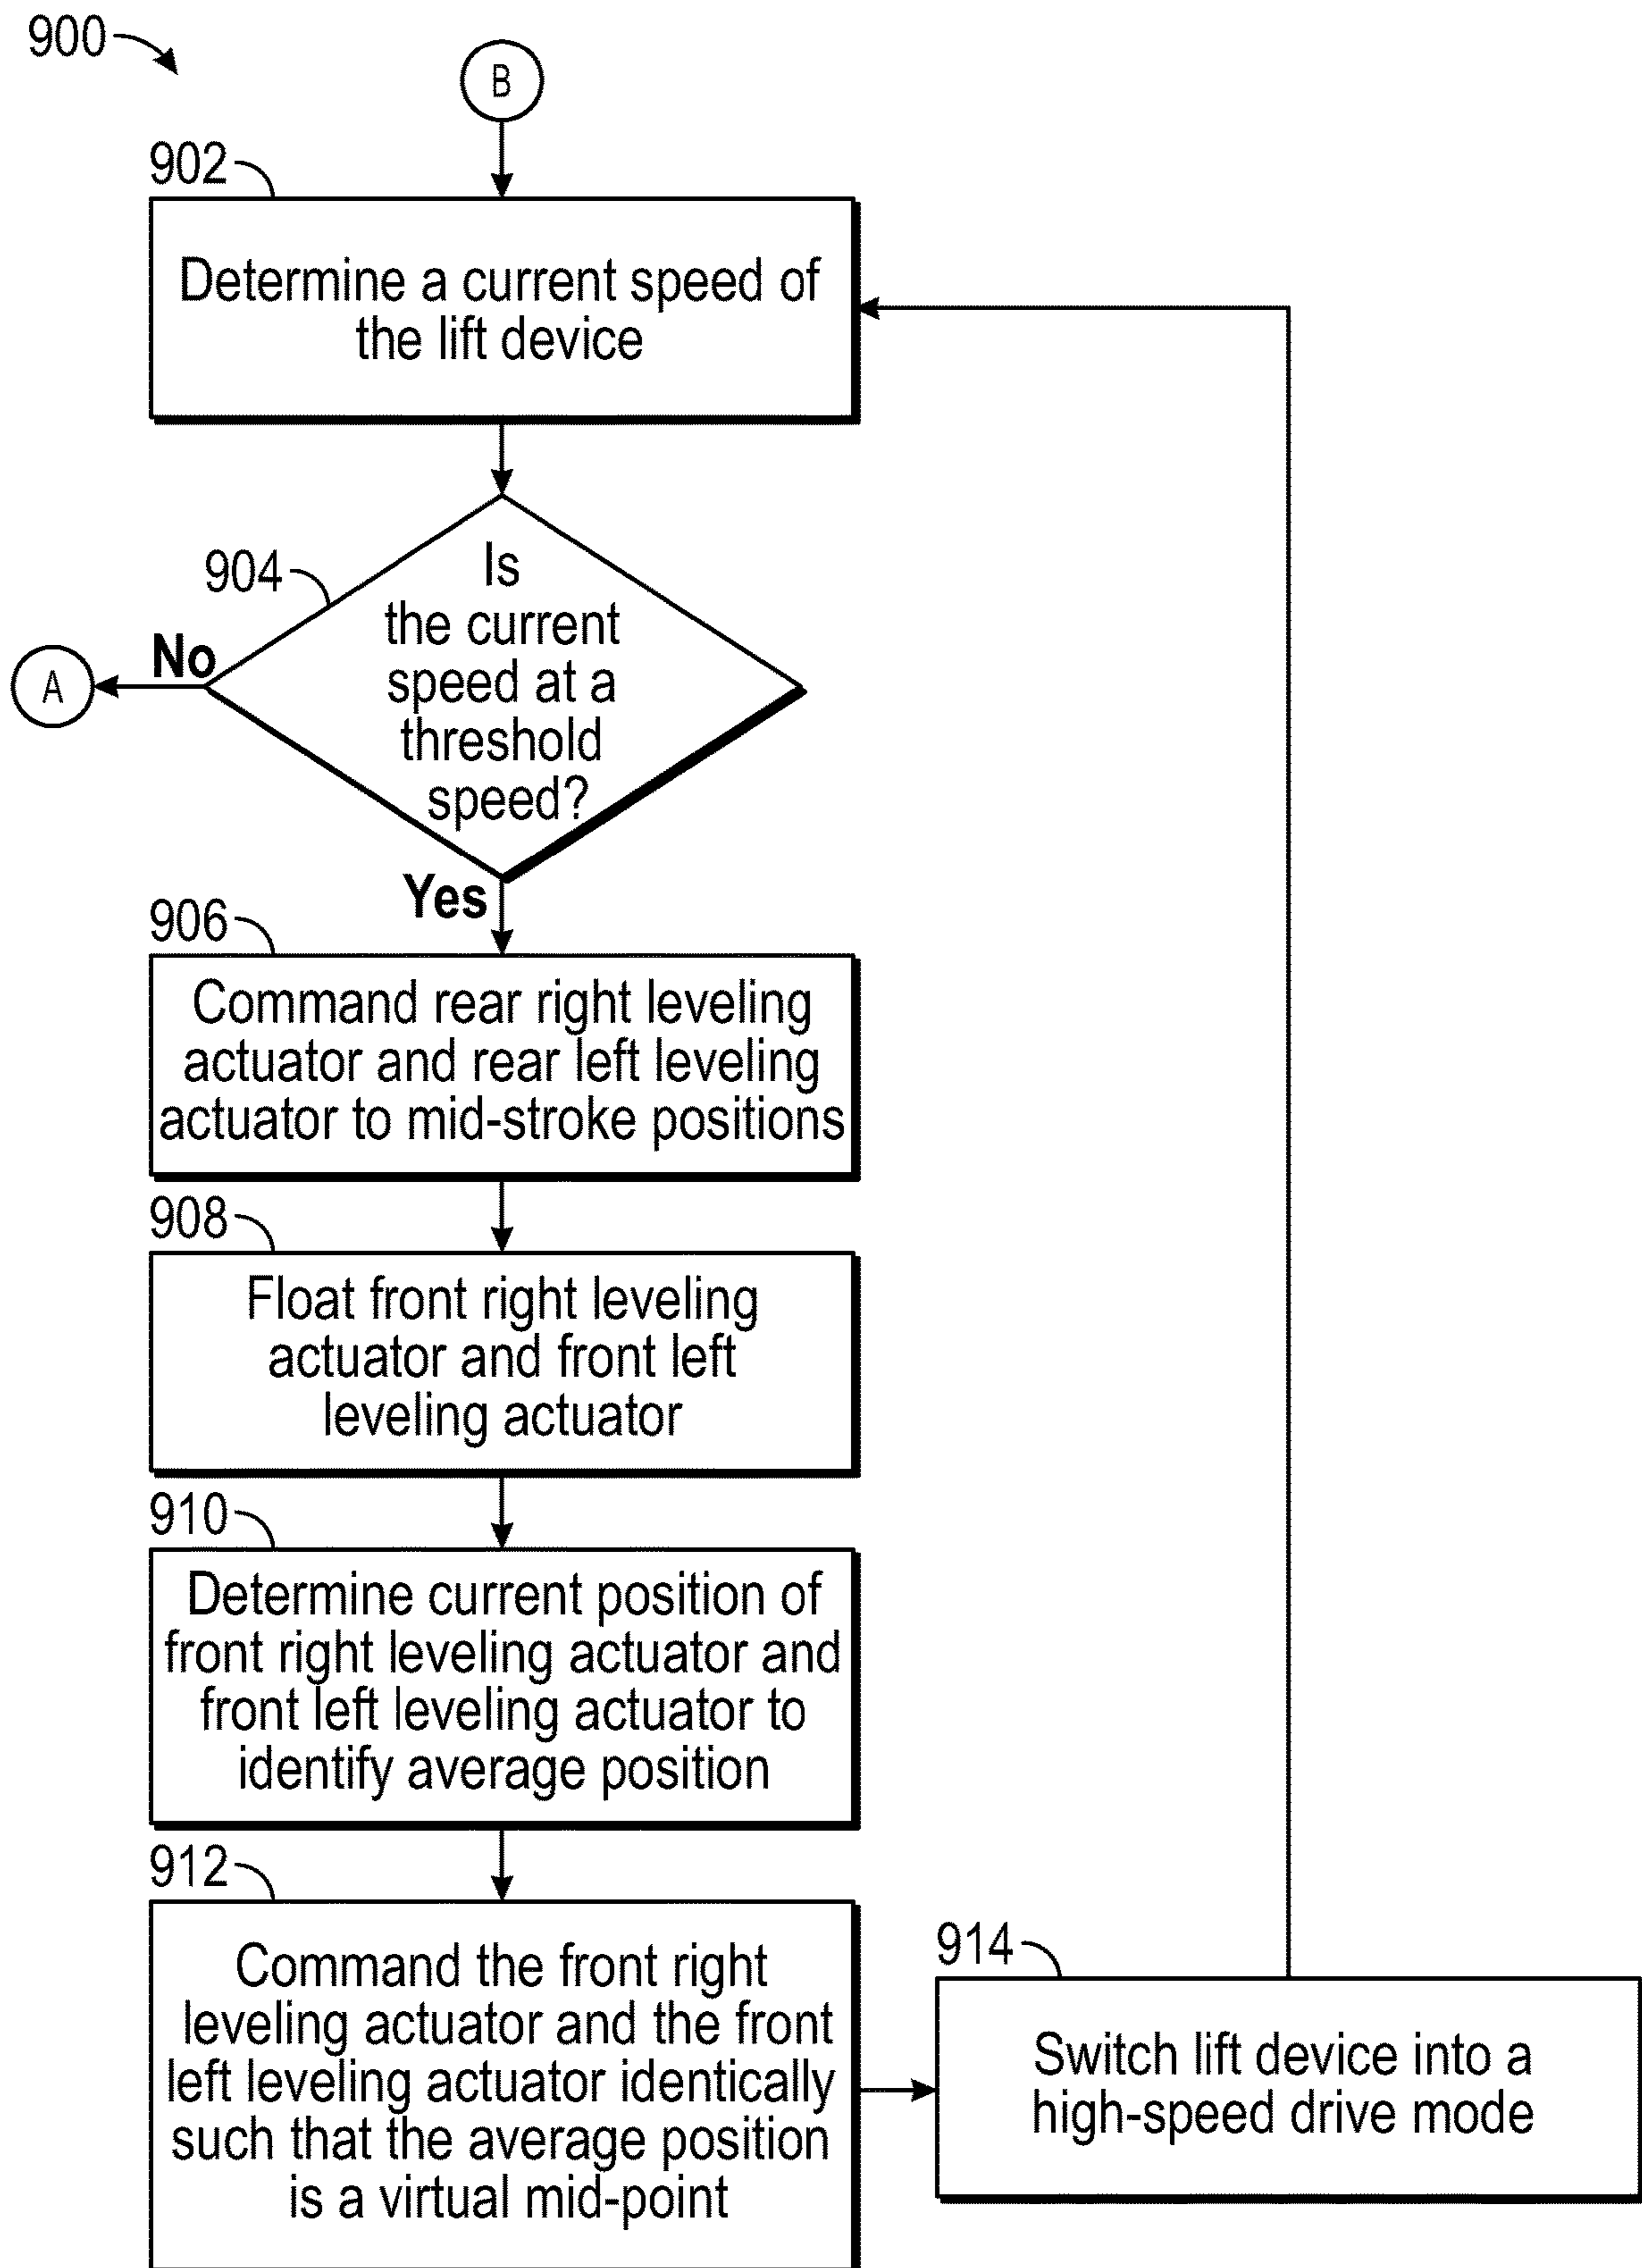 900
B
902
Determine a current speed of
the lift device
904
Is
the current
speed at a
threshold
speed?
No
A
Yes
906
Command rear right leveling
actuator and rear left leveling
actuator to mid-stroke positions
908
Float front right leveling
actuator and front left
leveling actuator
910
Determine current position of
front right leveling actuator and
front left leveling actuator to
identify average position
912
Command the front right
leveling actuator and the front
left leveling actuator identically
such that the average position
is a virtual mid-point
914
Switch lift device into a
high-speed drive mode